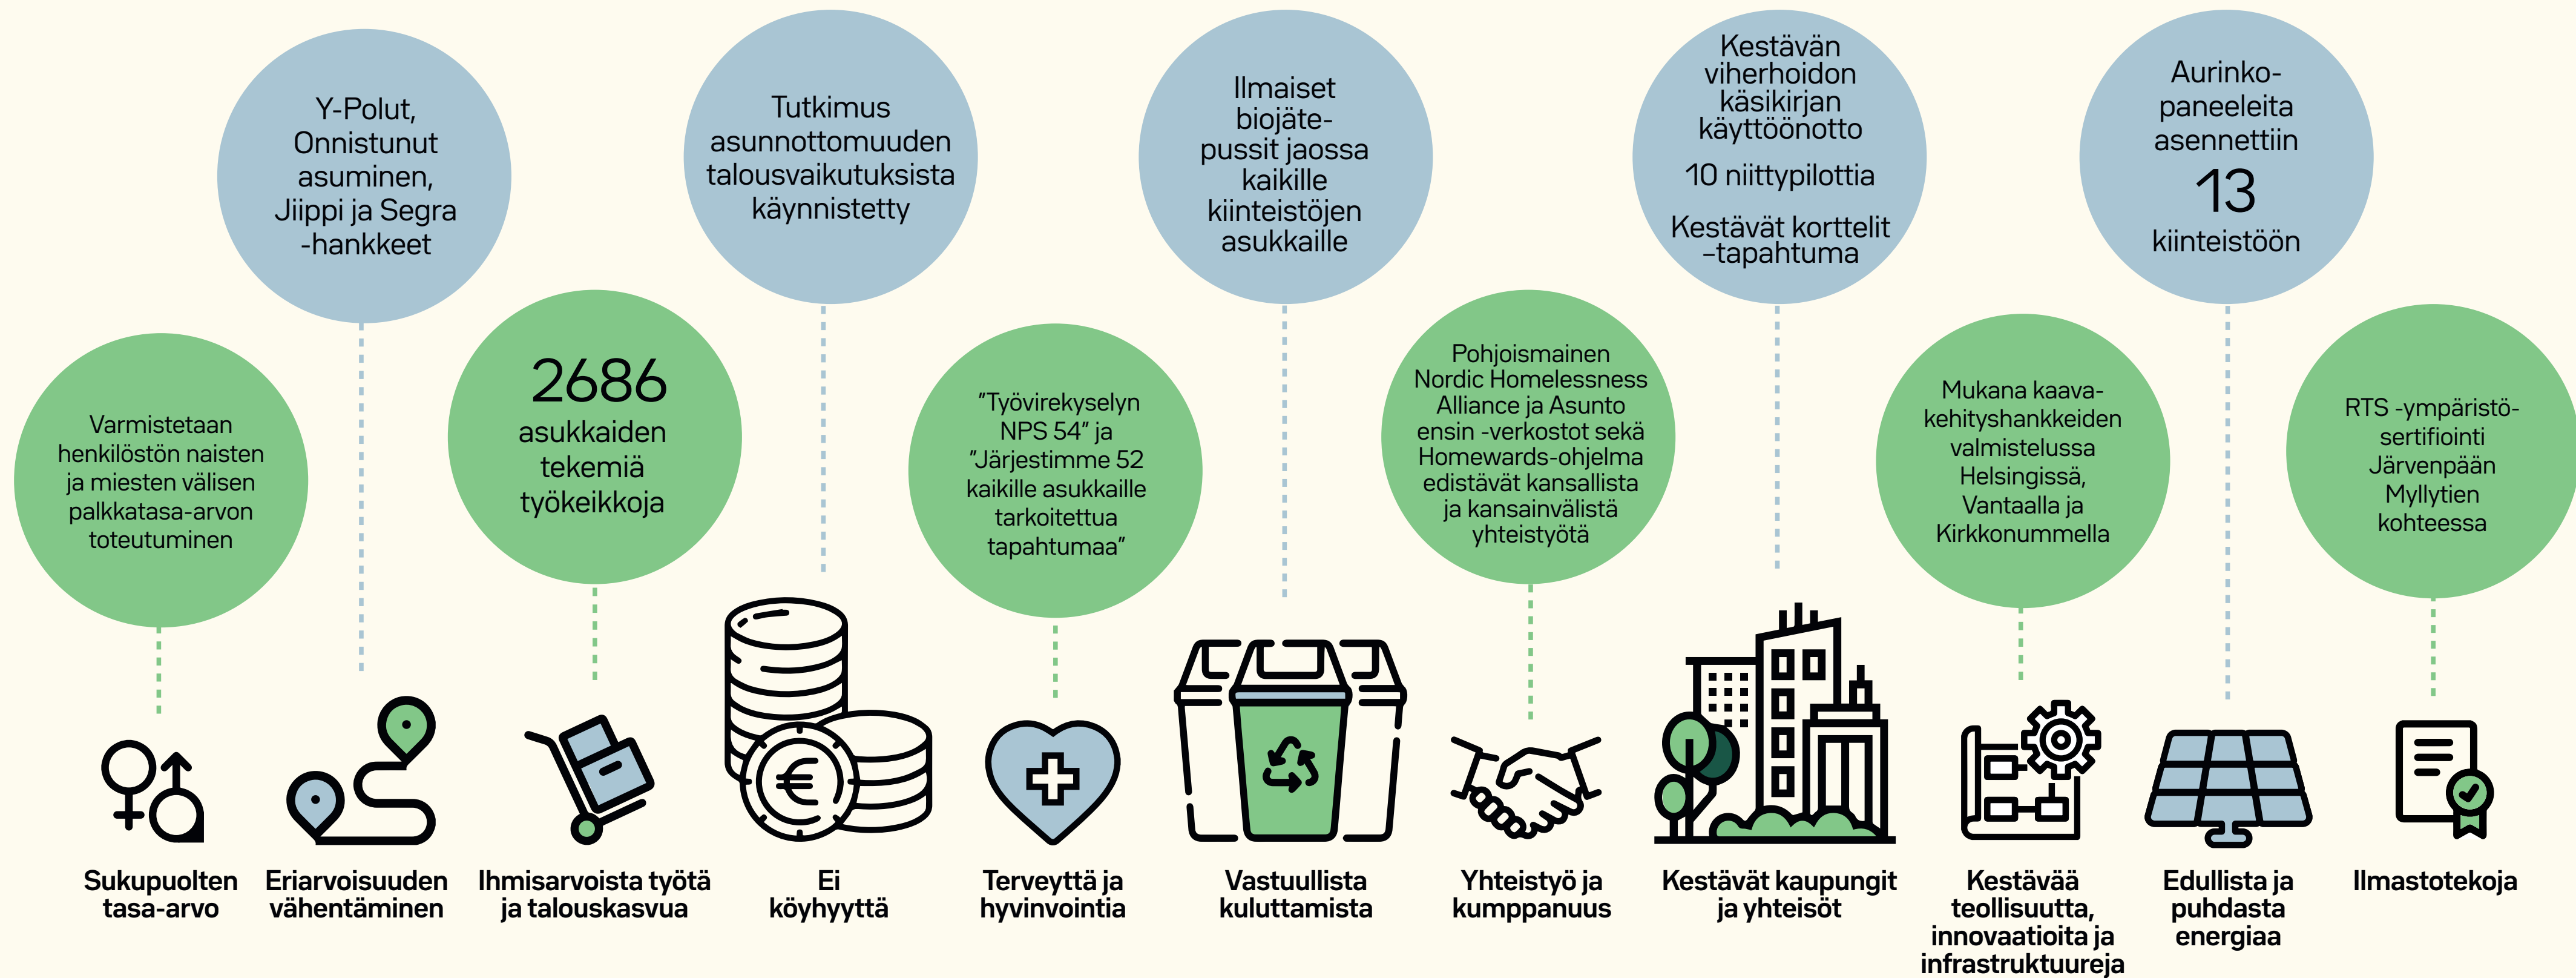 Y-Polut,
Onnistunut
asuminen,
Jiippi ja Segra
-hankkeet
Tutkimus
asunnottomuuden
talousvaikutuksista
käynnistetty
Ilmaiset
biojäte-
pussit jaossa
kaikille
kiinteistöjen
asukkaille
Kestävän
viherhoidon
käsikirjan
käyttöönotto
10 niittypilottia
Kestävät korttelit
–tapahtuma
Aurinko-
paneeleita
asennettiin
13
kiinteistöön
Varmistetaan
henkilöstön naisten
ja miesten välisen
palkkatasa-arvon
toteutuminen
2686
asukkaiden
tekemiä
työkeikkoja
"Työvirekyselyn
NPS 54" ja
"Järjestimme 52
kaikille asukkaille
tarkoitettua
tapahtumaa"
Pohjoismainen
Nordic Homelessness
Alliance ja Asunto
ensin -verkostot sekä
Homewards-ohjelma
edistävät kansallista
ja kansainvälistä
yhteistyötä
Mukana kaava-
kehityshankkeiden
valmistelussa
Helsingissä,
Vantaalla ja
Kirkkonummella
RTS -ympäristö-
sertifiointi
Järvenpään
Myllytien
kohteessa
Sukupuolten
tasa-arvo
Eriarvoisuuden
vähentäminen
Ihmisarvoista työtä
ja talouskasvua
Ei
köyhyyttä
Terveyttä ja
hyvinvointia
Vastuullista
kuluttamista
Yhteistyö ja
kumppanuus
Kestävät kaupungit
ja yhteisöt
Kestävää
teollisuutta,
innovaatioita ja
infrastruktuureja
Edullista ja
puhdasta
energiaa
Ilmastotekoja